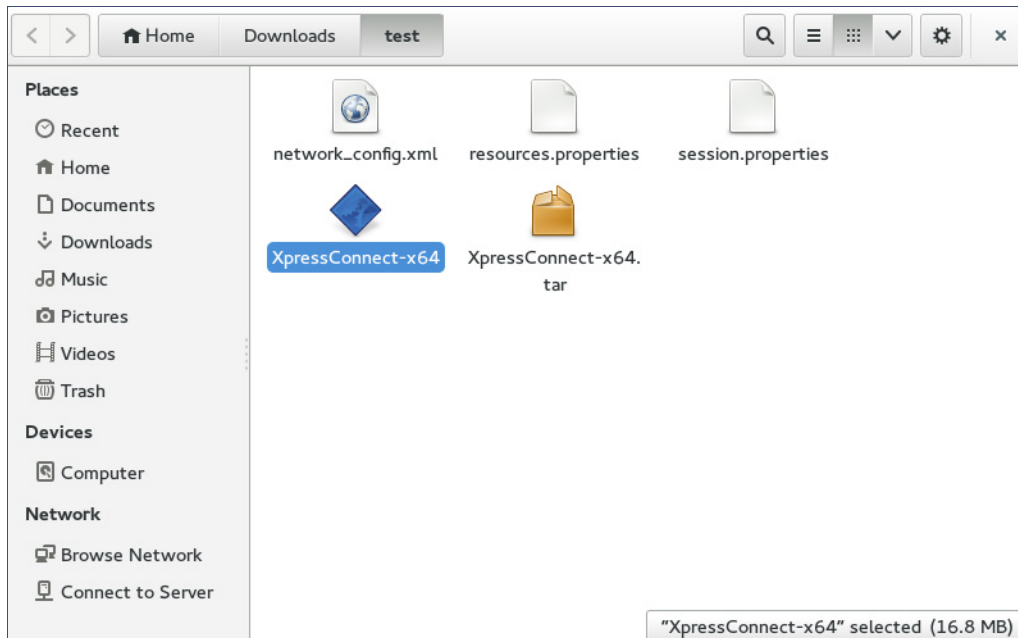 Home Downloads test
Places
Recent
Home
Documents
Downloads
Music
Pictures
Videos
Trash
Devices
Computer
Network
Browse Network
Connect to Server
network_config.xml resources.properties session.properties
XpressConnect-x64 XpressConnect-x64.
tar
"XpressConnect-x64" selected (16.8 MB)